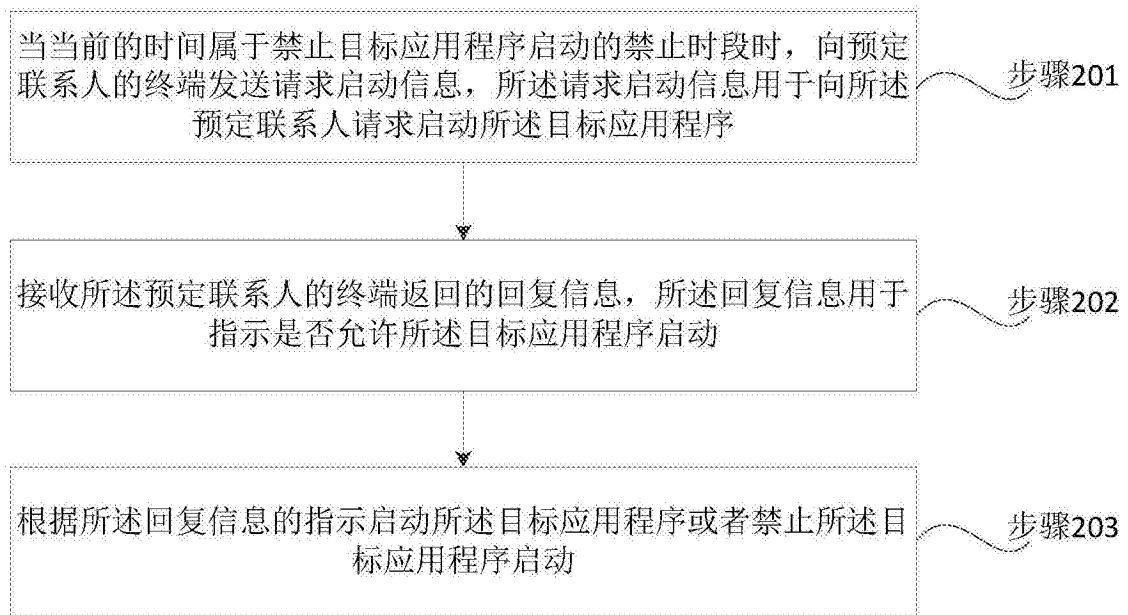 当当前的时间属于禁止目标应用程序启动的禁止时段时，向预定
联系人的终端发送请求启动信息，所述请求启动信息用于向所述
预定联系人请求启动所述目标应用程序
步骤201
接收所述预定联系人的终端返回的回复信息，所述回复信息用于
指示是否允许所述目标应用程序启动
步骤202
根据所述回复信息的指示启动所述目标应用程序或者禁止所述目
标应用程序启动
步骤203